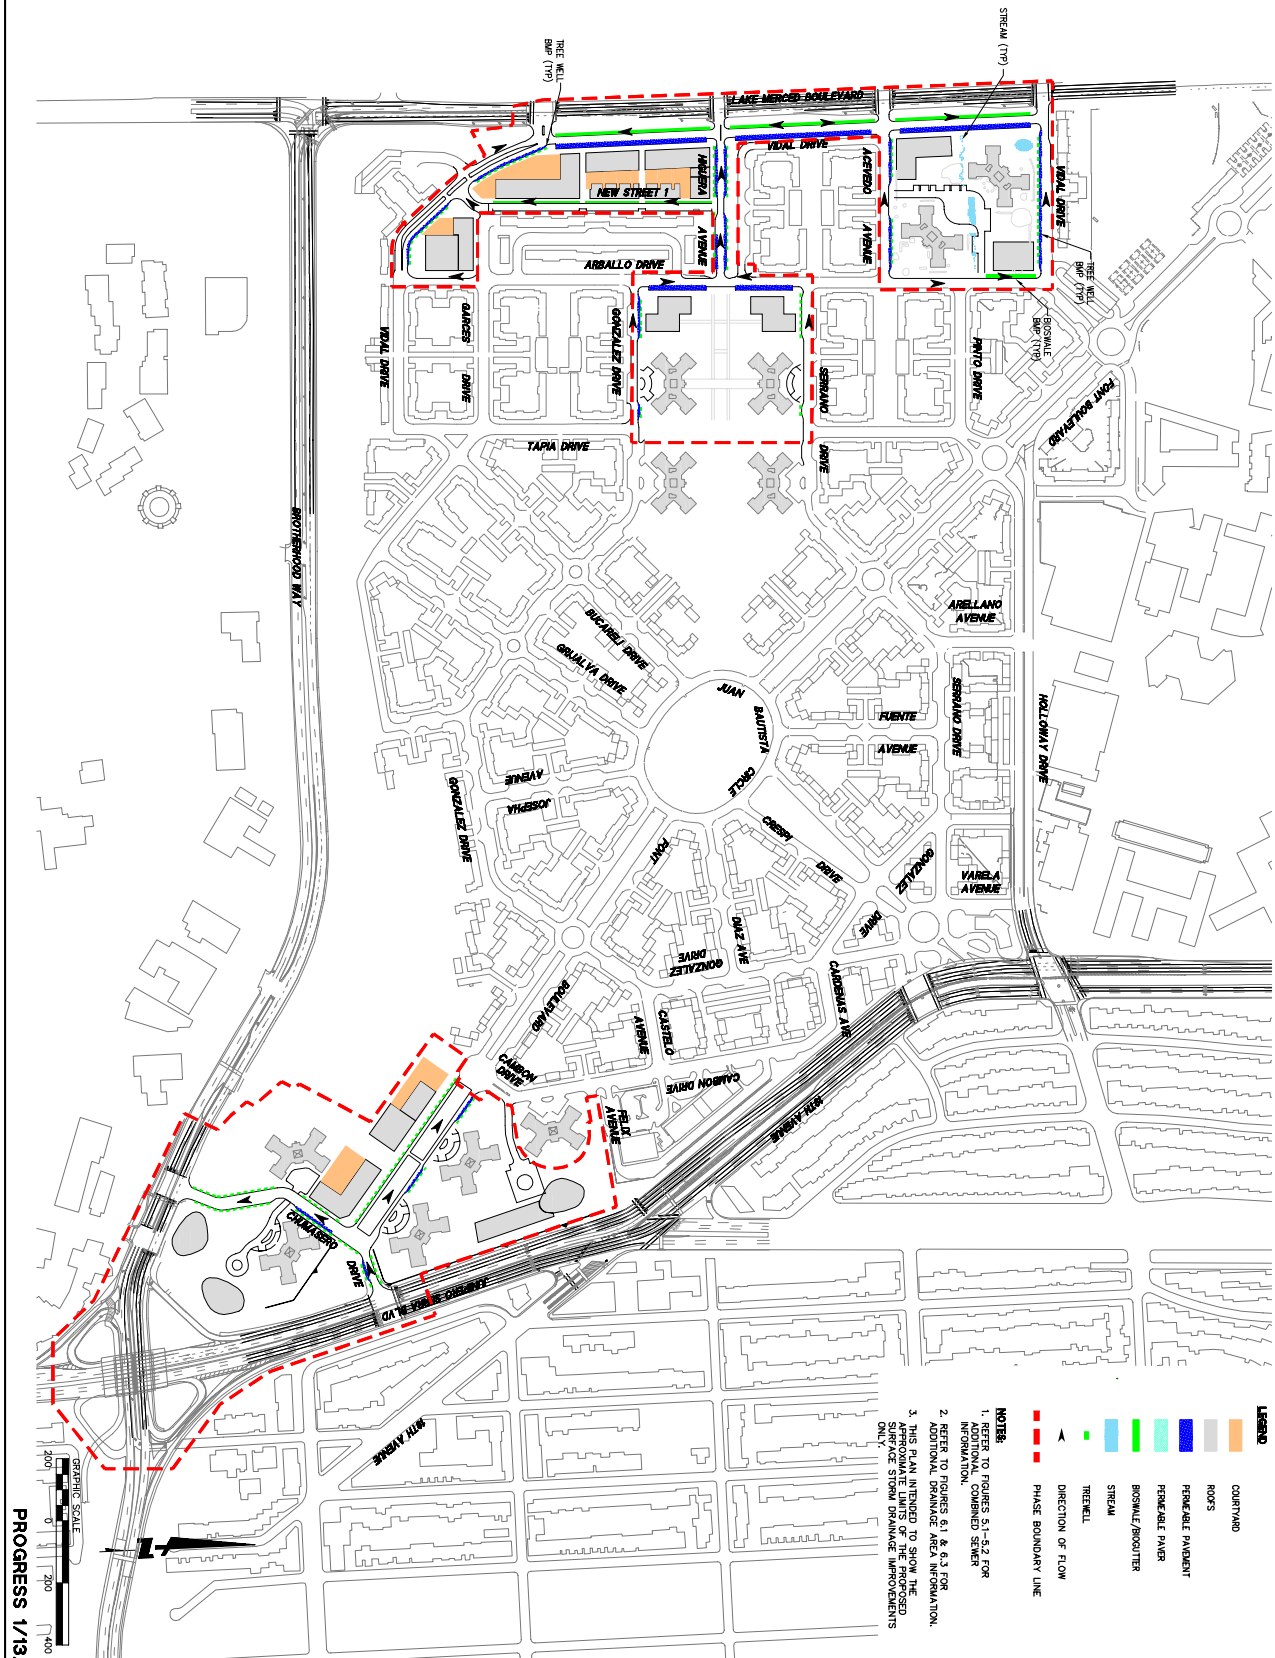 STREAM (TYP)
TREE WELL
BMP (TYP)
LAKE MERCED BOULEVARD
VIDAL DRIVE
HIGUERA
AVENUE
NEW STREET 1
ACEVEDO
AVENUE
VIDAL DRIVE
TREE WELL
BMP (TYP)
BIOSWALE
BMP (TYP)
ARBALLO DRIVE
GARCES
DRIVE
VIDAL DRIVE
GONZALEZ DRIVE
SERRANO
DRIVE
PINTO DRIVE
FONT BOULEVARD
TAPIA DRIVE
BROTHERHOOD WAY
BUCARELI DRIVE
GRIJALVA DRIVE
ARELLANO
AVENUE
JUAN
BAUTISTA
CIRCLE
FUENTE
AVENUE
SERRANO DRIVE
HOLLOWAY DRIVE
AVENUE
JOSEPHA
GONZALEZ DRIVE
FONT
BOULEVARD
CRESPI
DRIVE
GONZALEZ
DRIVE
VARELA
AVENUE
DIAZ AVE
GONZALEZ
DRIVE
CARDENAS AVE
CASTELO
AVENUE
CAMBON
DRIVE
CAMBON DRIVE
FELIX
AVENUE
19TH AVENUE
CHUMASERO
DRIVE
JUNIPERO SERRA BLVD
19TH AVENUE
LEGEND
COURTYARD
ROOFS
PERMEABLE PAVEMENT
PERMEABLE PAVER
BIOSWALE/BIOGUTTER
STREAM
TREEWELL
DIRECTION OF FLOW
PHASE BOUNDARY LINE
NOTES:
1. REFER TO FIGURES 5.1-5.2 FOR
ADDITIONAL COMBINED SEWER
INFORMATION.
2. REFER TO FIGURES 6.1 & 6.3 FOR
ADDITIONAL DRAINAGE AREA INFORMATION.
3. THIS PLAN INTENDED TO SHOW THE
APPROXIMATE LIMITS OF THE PROPOSED
SURFACE STORM DRAINAGE IMPROVEMENTS
ONLY.
GRAPHIC SCALE
200 0 200 400
PROGRESS 1/13